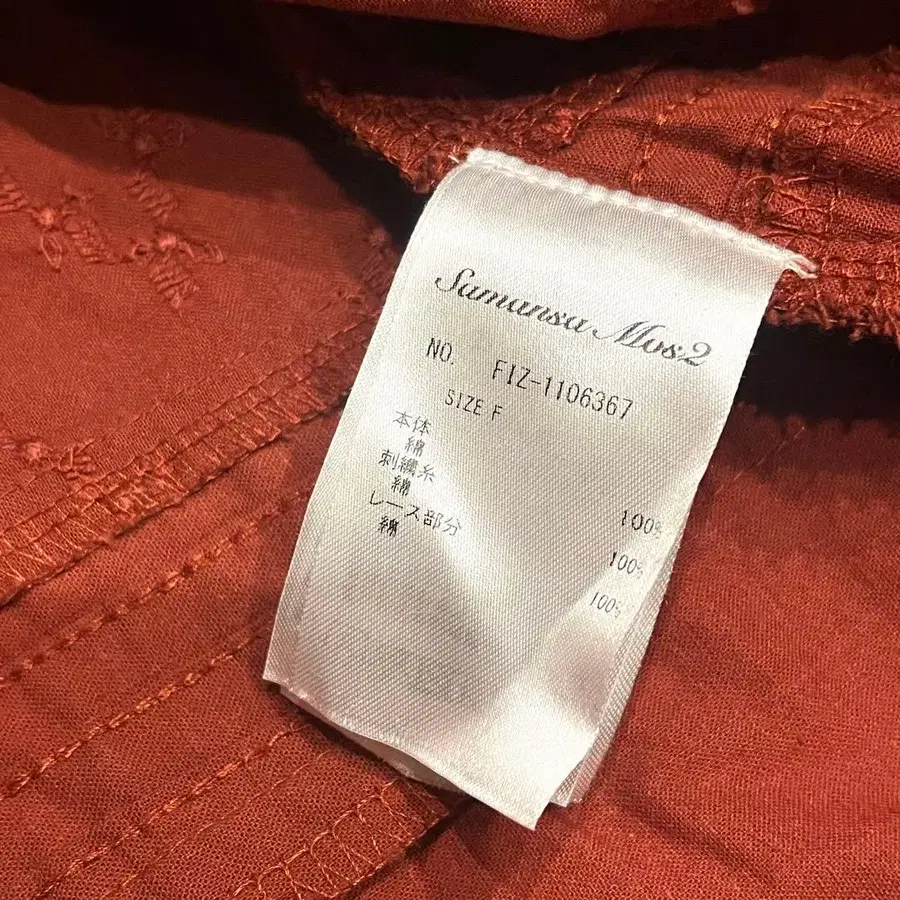 Samansa Mos2
NO. FIZ-1106367
SIZE F
本体
綿 100%
刺繍糸
綿 100%
レース部分
綿 100%